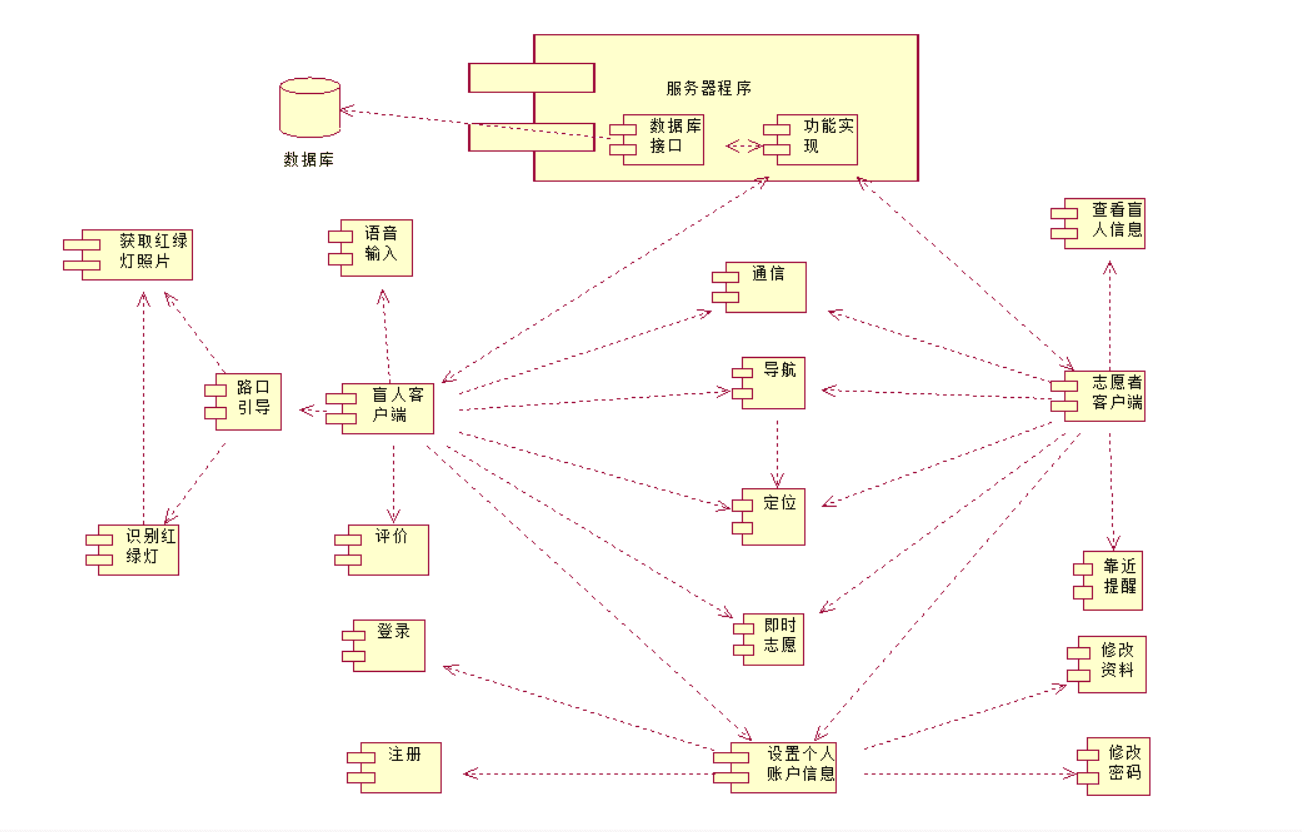 服务器程序
数据库
接口
功能实
现
数据库
查看盲
人信息
获取红绿
灯照片
语音
输入
通信
导航
路口
引导
盲人客
户端
志愿者
客户端
定位
识别红
绿灯
评价
靠近
提醒
登录
即时
志愿
修改
资料
注册
设置个人
账户信息
修改
密码